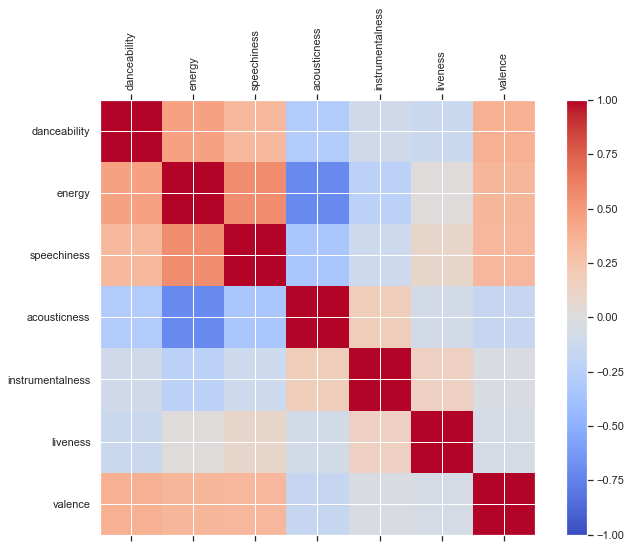 danceability
energy
speechiness
acousticness
instrumentalness
liveness
valence
danceability
energy
speechiness
acousticness
instrumentalness
liveness
valence
1.00
0.75
0.50
0.25
0.00
−0.25
−0.50
−0.75
−1.00